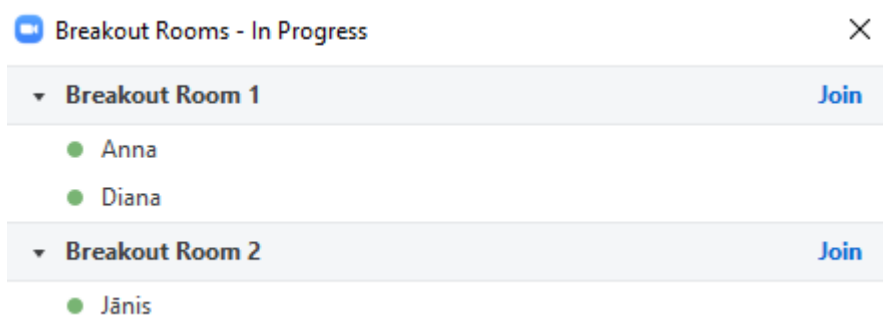 Breakout Rooms - In Progress
Breakout Room 1 Join
Anna
Diana
Breakout Room 2 Join
Jānis